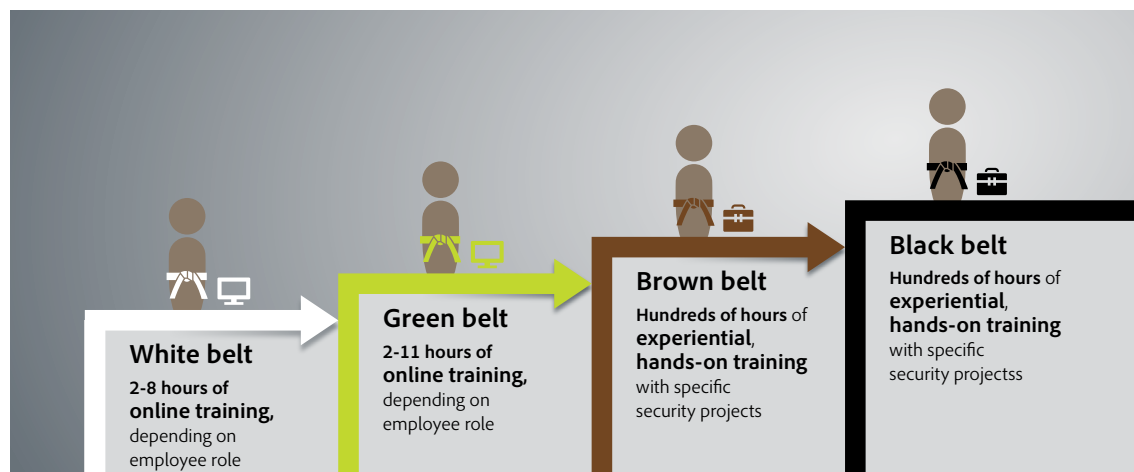 White belt
2-8 hours of
online training,
depending on
employee role
Green belt
2-11 hours of
online training,
depending on
employee role
Brown belt
Hundreds of hours of
experiential,
hands-on training
with specific
security projects
Black belt
Hundreds of hours of
experiential,
hands-on training
with specific
security projectss